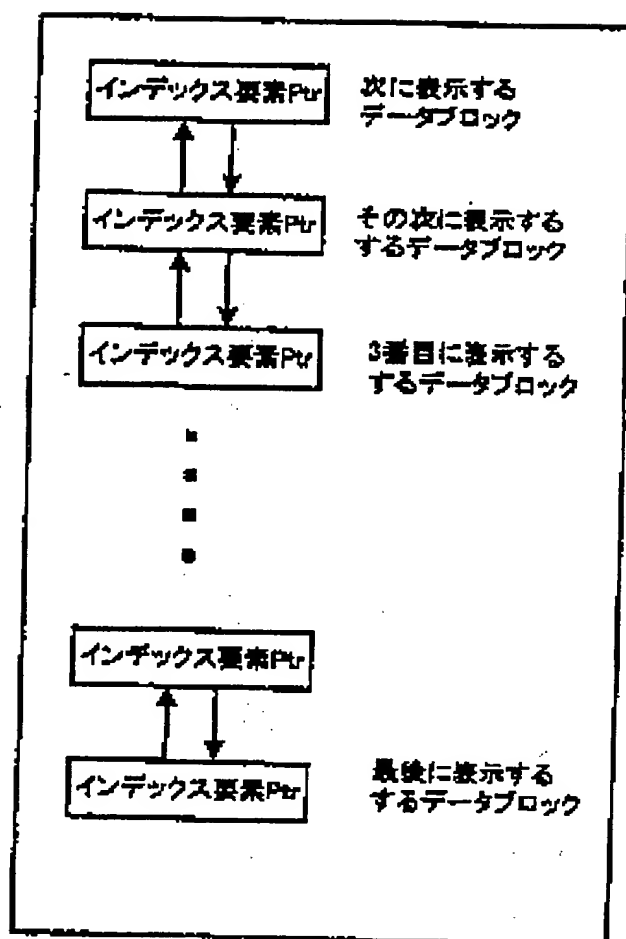 インデックス要素Ptr
次に表示する
データブロック
インデックス要素Ptr
その次に表示する
するデータブロック
インデックス要素Ptr
3番目に表示する
するデータブロック
インデックス要素Ptr
インデックス要素Ptr
最後に表示する
するデータブロック